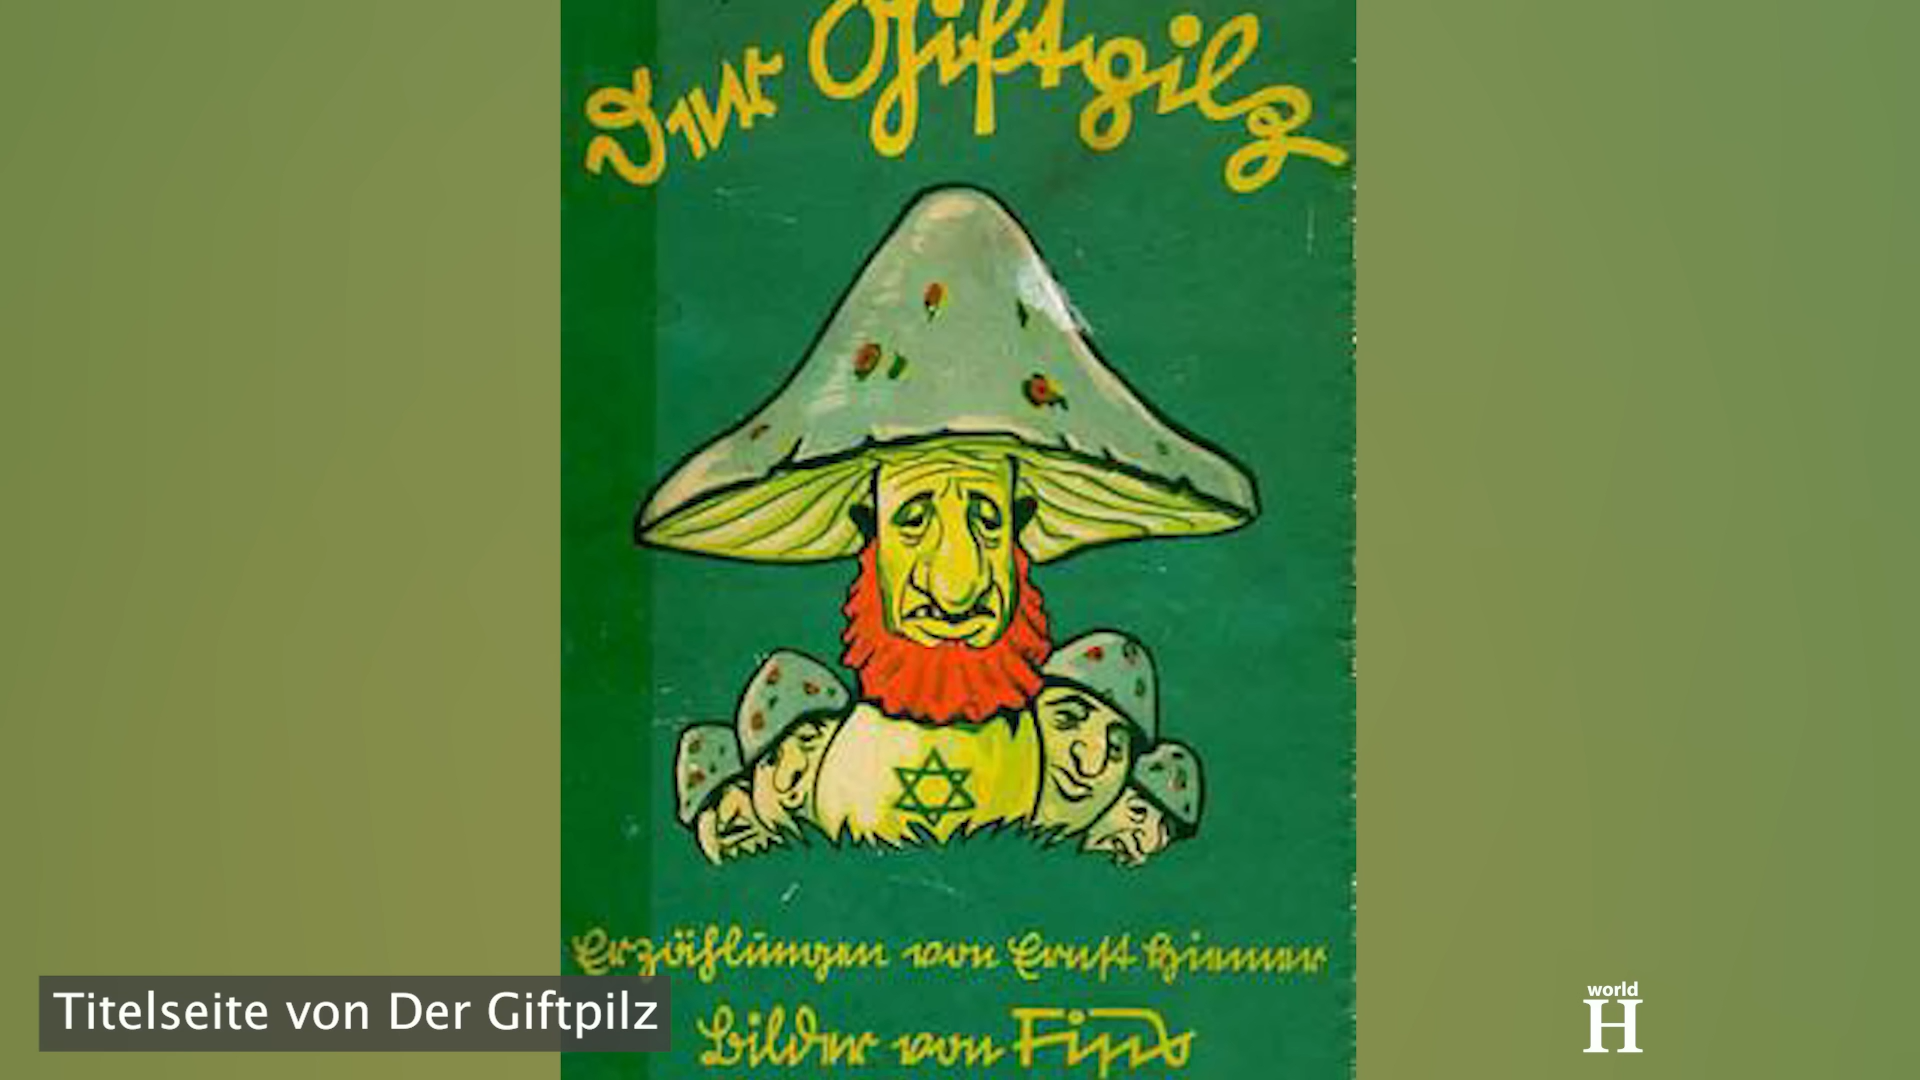 Der Giftpilz
Erzählungen von Ernst Hiemer
Bilder von Fips
Titelseite von Der Giftpilz
world
H